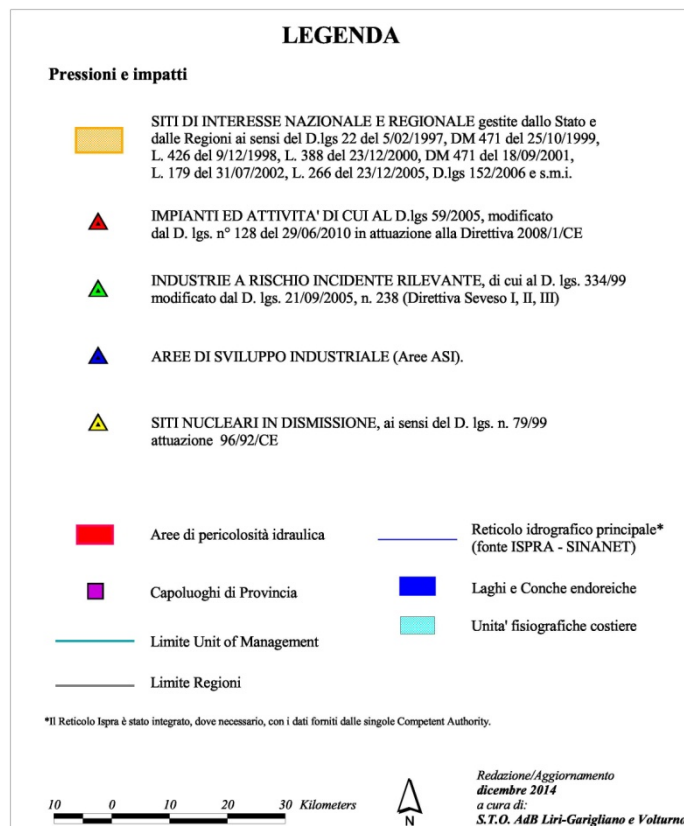 LEGENDA
Pressioni e impatti
SITI DI INTERESSE NAZIONALE E REGIONALE gestite dallo Stato e
dalle Regioni ai sensi del D.lgs 22 del 5/02/1997, DM 471 del 25/10/1999,
L. 426 del 9/12/1998, L. 388 del 23/12/2000, DM 471 del 18/09/2001,
L. 179 del 31/07/2002, L. 266 del 23/12/2005, D.lgs 152/2006 e s.m.i.
IMPIANTI ED ATTIVITA' DI CUI AL D.lgs 59/2005, modificato
dal D. lgs. n° 128 del 29/06/2010 in attuazione alla Direttiva 2008/1/CE
INDUSTRIE A RISCHIO INCIDENTE RILEVANTE, di cui al D. lgs. 334/99
modificato dal D. lgs. 21/09/2005, n. 238 (Direttiva Seveso I, II, III)
AREE DI SVILUPPO INDUSTRIALE (Aree ASI).
SITI NUCLEARI IN DISMISSIONE, ai sensi del D. lgs. n. 79/99
attuazione 96/92/CE
Aree di pericolosità idraulica
Capoluoghi di Provincia
Limite Unit of Management
Limite Regioni
Reticolo idrografico principale*
(fonte ISPRA - SINANET)
Laghi e Conche endoreiche
Unita' fisiografiche costiere
*Il Reticolo Ispra è stato integrato, dove necessario, con i dati forniti dalle singole Competent Authority.
10 0 10 20 30 Kilometers
N
Redazione/Aggiornamento
dicembre 2014
a cura di:
S.T.O. AdB Liri-Garigliano e Volturno